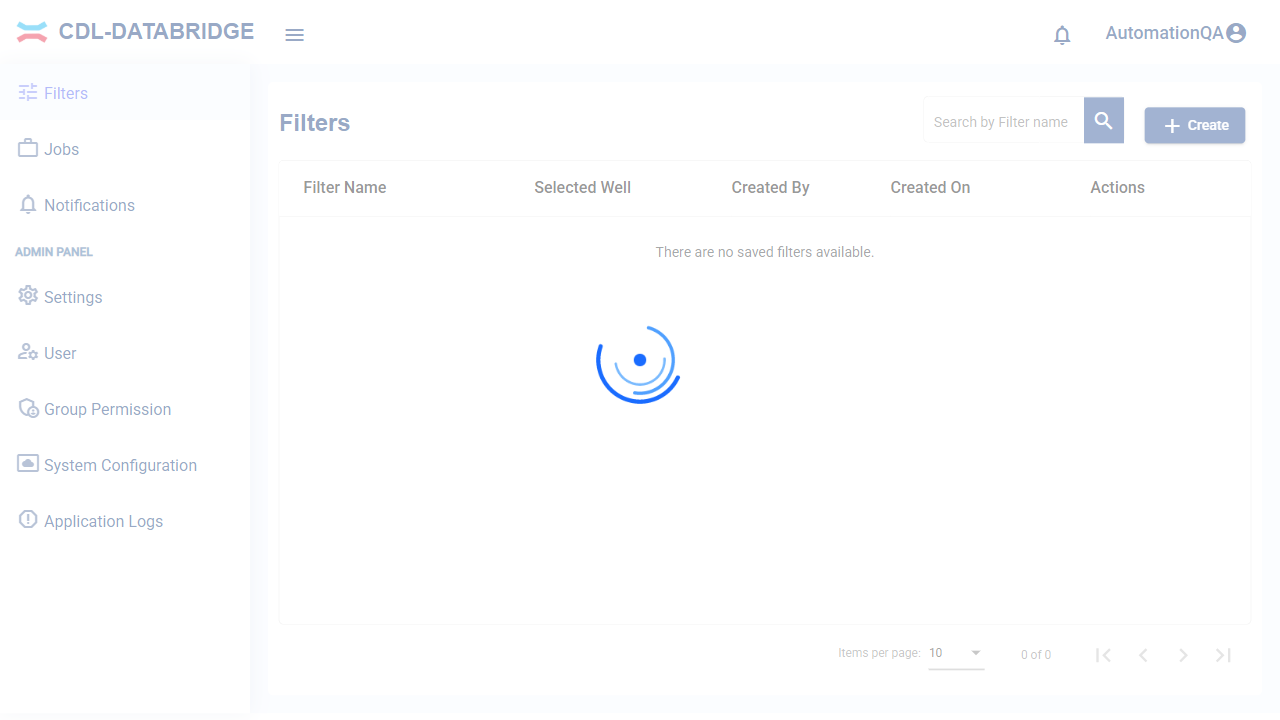 CDL-DATABRIDGE
AutomationQA
Filters
Jobs
Notifications
ADMIN PANEL
Settings
User
Group Permission
System Configuration
Application Logs
Filters
Search by Filter name
Create
Filter Name Selected Well Created By Created On Actions
There are no saved filters available.
Items per page: 10 0 of 0